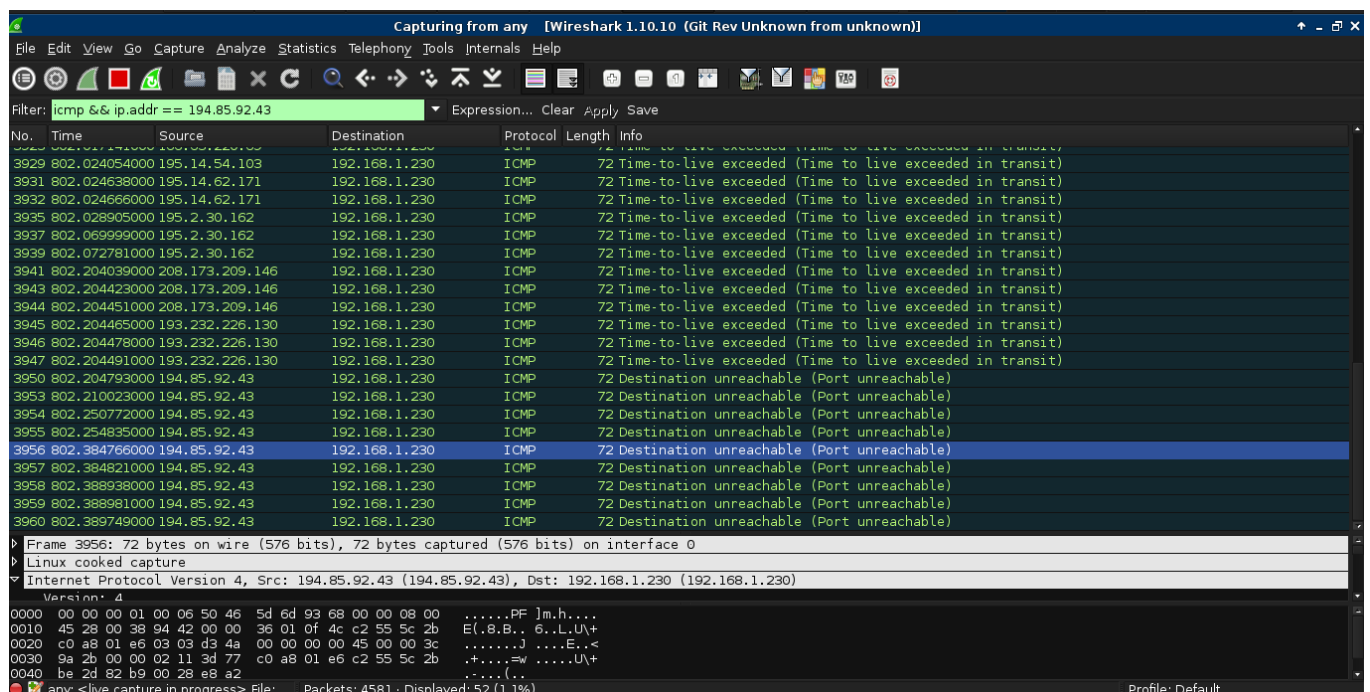 Capturing from any [Wireshark 1.10.10 (Git Rev Unknown from unknown)]
File Edit View Go Capture Analyze Statistics Telephony Tools Internals Help
Filter: icmp && ip.addr == 194.85.92.43 Expression... Clear Apply Save
No. Time Source Destination Protocol Length Info
3929 802.024054000 195.14.54.103 192.168.1.230 ICMP 72 Time-to-live exceeded (Time to live exceeded in transit)
3931 802.024638000 195.14.62.171 192.168.1.230 ICMP 72 Time-to-live exceeded (Time to live exceeded in transit)
3932 802.024666000 195.14.62.171 192.168.1.230 ICMP 72 Time-to-live exceeded (Time to live exceeded in transit)
3935 802.028905000 195.2.30.162 192.168.1.230 ICMP 72 Time-to-live exceeded (Time to live exceeded in transit)
3937 802.069999000 195.2.30.162 192.168.1.230 ICMP 72 Time-to-live exceeded (Time to live exceeded in transit)
3939 802.072781000 195.2.30.162 192.168.1.230 ICMP 72 Time-to-live exceeded (Time to live exceeded in transit)
3941 802.204039000 208.173.209.146 192.168.1.230 ICMP 72 Time-to-live exceeded (Time to live exceeded in transit)
3943 802.204423000 208.173.209.146 192.168.1.230 ICMP 72 Time-to-live exceeded (Time to live exceeded in transit)
3944 802.204451000 208.173.209.146 192.168.1.230 ICMP 72 Time-to-live exceeded (Time to live exceeded in transit)
3945 802.204465000 193.232.226.130 192.168.1.230 ICMP 72 Time-to-live exceeded (Time to live exceeded in transit)
3946 802.204478000 193.232.226.130 192.168.1.230 ICMP 72 Time-to-live exceeded (Time to live exceeded in transit)
3947 802.204491000 193.232.226.130 192.168.1.230 ICMP 72 Time-to-live exceeded (Time to live exceeded in transit)
3950 802.204793000 194.85.92.43 192.168.1.230 ICMP 72 Destination unreachable (Port unreachable)
3953 802.210023000 194.85.92.43 192.168.1.230 ICMP 72 Destination unreachable (Port unreachable)
3954 802.250772000 194.85.92.43 192.168.1.230 ICMP 72 Destination unreachable (Port unreachable)
3955 802.254835000 194.85.92.43 192.168.1.230 ICMP 72 Destination unreachable (Port unreachable)
3956 802.384766000 194.85.92.43 192.168.1.230 ICMP 72 Destination unreachable (Port unreachable)
3957 802.384821000 194.85.92.43 192.168.1.230 ICMP 72 Destination unreachable (Port unreachable)
3958 802.388938000 194.85.92.43 192.168.1.230 ICMP 72 Destination unreachable (Port unreachable)
3959 802.388981000 194.85.92.43 192.168.1.230 ICMP 72 Destination unreachable (Port unreachable)
3960 802.389749000 194.85.92.43 192.168.1.230 ICMP 72 Destination unreachable (Port unreachable)
Frame 3956: 72 bytes on wire (576 bits), 72 bytes captured (576 bits) on interface 0
Linux cooked capture
Internet Protocol Version 4, Src: 194.85.92.43 (194.85.92.43), Dst: 192.168.1.230 (192.168.1.230)
Version: 4
0000 00 00 00 01 00 06 50 46 5d 6d 93 68 00 00 08 00 ......PF ]m.h....
0010 45 28 00 38 94 42 00 00 36 01 0f 4c c2 55 5c 2b E(.8.B.. 6..L.U\+
0020 c0 a8 01 e6 03 03 d3 4a 00 00 00 00 45 00 00 3c .......J ....E..<
0030 9a 2b 00 00 02 11 3d 77 c0 a8 01 e6 c2 55 5c 2b .+....=w .....U\+
0040 be 2d 82 b9 00 28 e8 a2 .-...(..
any: <live capture in progress> File: Packets: 4581 · Displayed: 52 (1.1%) Profile: Default